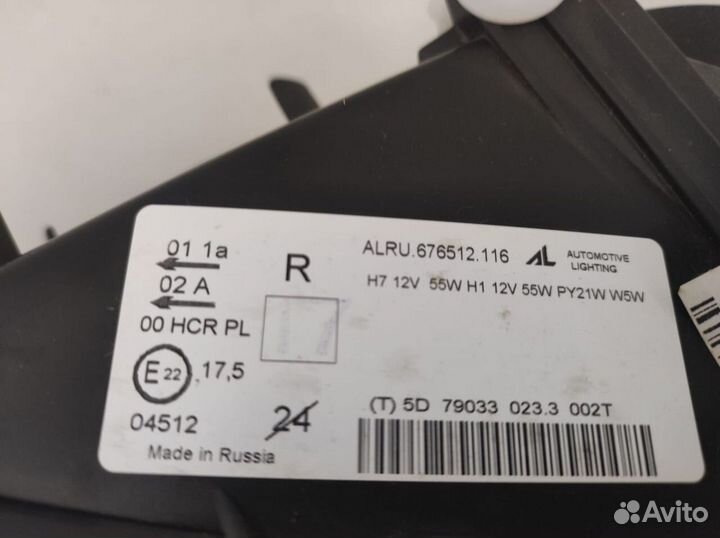 01 1a
02 A
00 HCR PL
E 22 .17,5
04512
Made in Russia
R
24
ALRU.676512.116
AL AUTOMOTIVE LIGHTING
H7 12V 55W H1 12V 55W PY21W W5W
(T) 5D 79033 023.3 002T
Avito